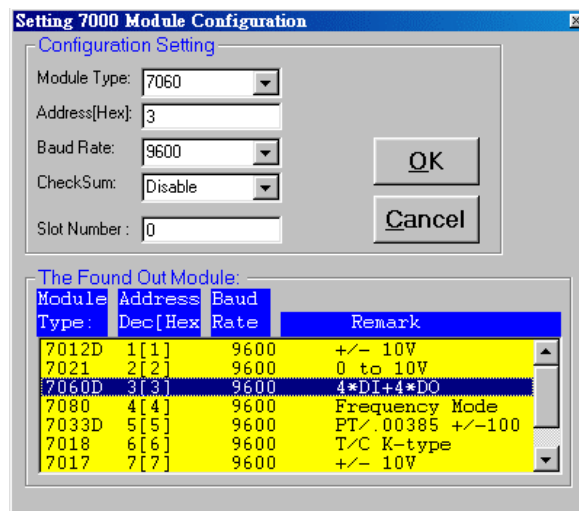 Setting 7000 Module Configuration
Configuration Setting
Module Type: 7060
Address[Hex]: 3
Baud Rate: 9600
CheckSum: Disable
Slot Number : 0
OK
Cancel
The Found Out Module:
Module Address Baud
Type: Dec[Hex Rate Remark
7012D 1[1] 9600 +/- 10V
7021 2[2] 9600 0 to 10V
7060D 3[3] 9600 4*DI+4*DO
7080 4[4] 9600 Frequency Mode
7033D 5[5] 9600 PT/.00385 +/-100
7018 6[6] 9600 T/C K-type
7017 7[7] 9600 +/- 10V